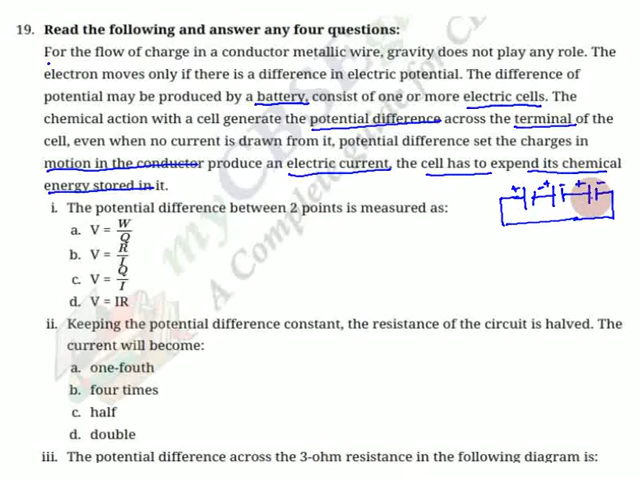 19. Read the following and answer any four questions:
For the flow of charge in a conductor metallic wire, gravity does not play any role. The
electron moves only if there is a difference in electric potential. The difference of
potential may be produced by a battery, consist of one or more electric cells. The
chemical action with a cell generate the potential difference across the terminal of the
cell, even when no current is drawn from it, potential difference set the charges in
motion in the conductor produce an electric current, the cell has to expend its chemical
energy stored in it.
i. The potential difference between 2 points is measured as:
a. V = W/Q
b. V = R/I
c. V = Q/I
d. V = IR
ii. Keeping the potential difference constant, the resistance of the circuit is halved. The
current will become:
a. one-fouth
b. four times
c. half
d. double
iii. The potential difference across the 3-ohm resistance in the following diagram is: